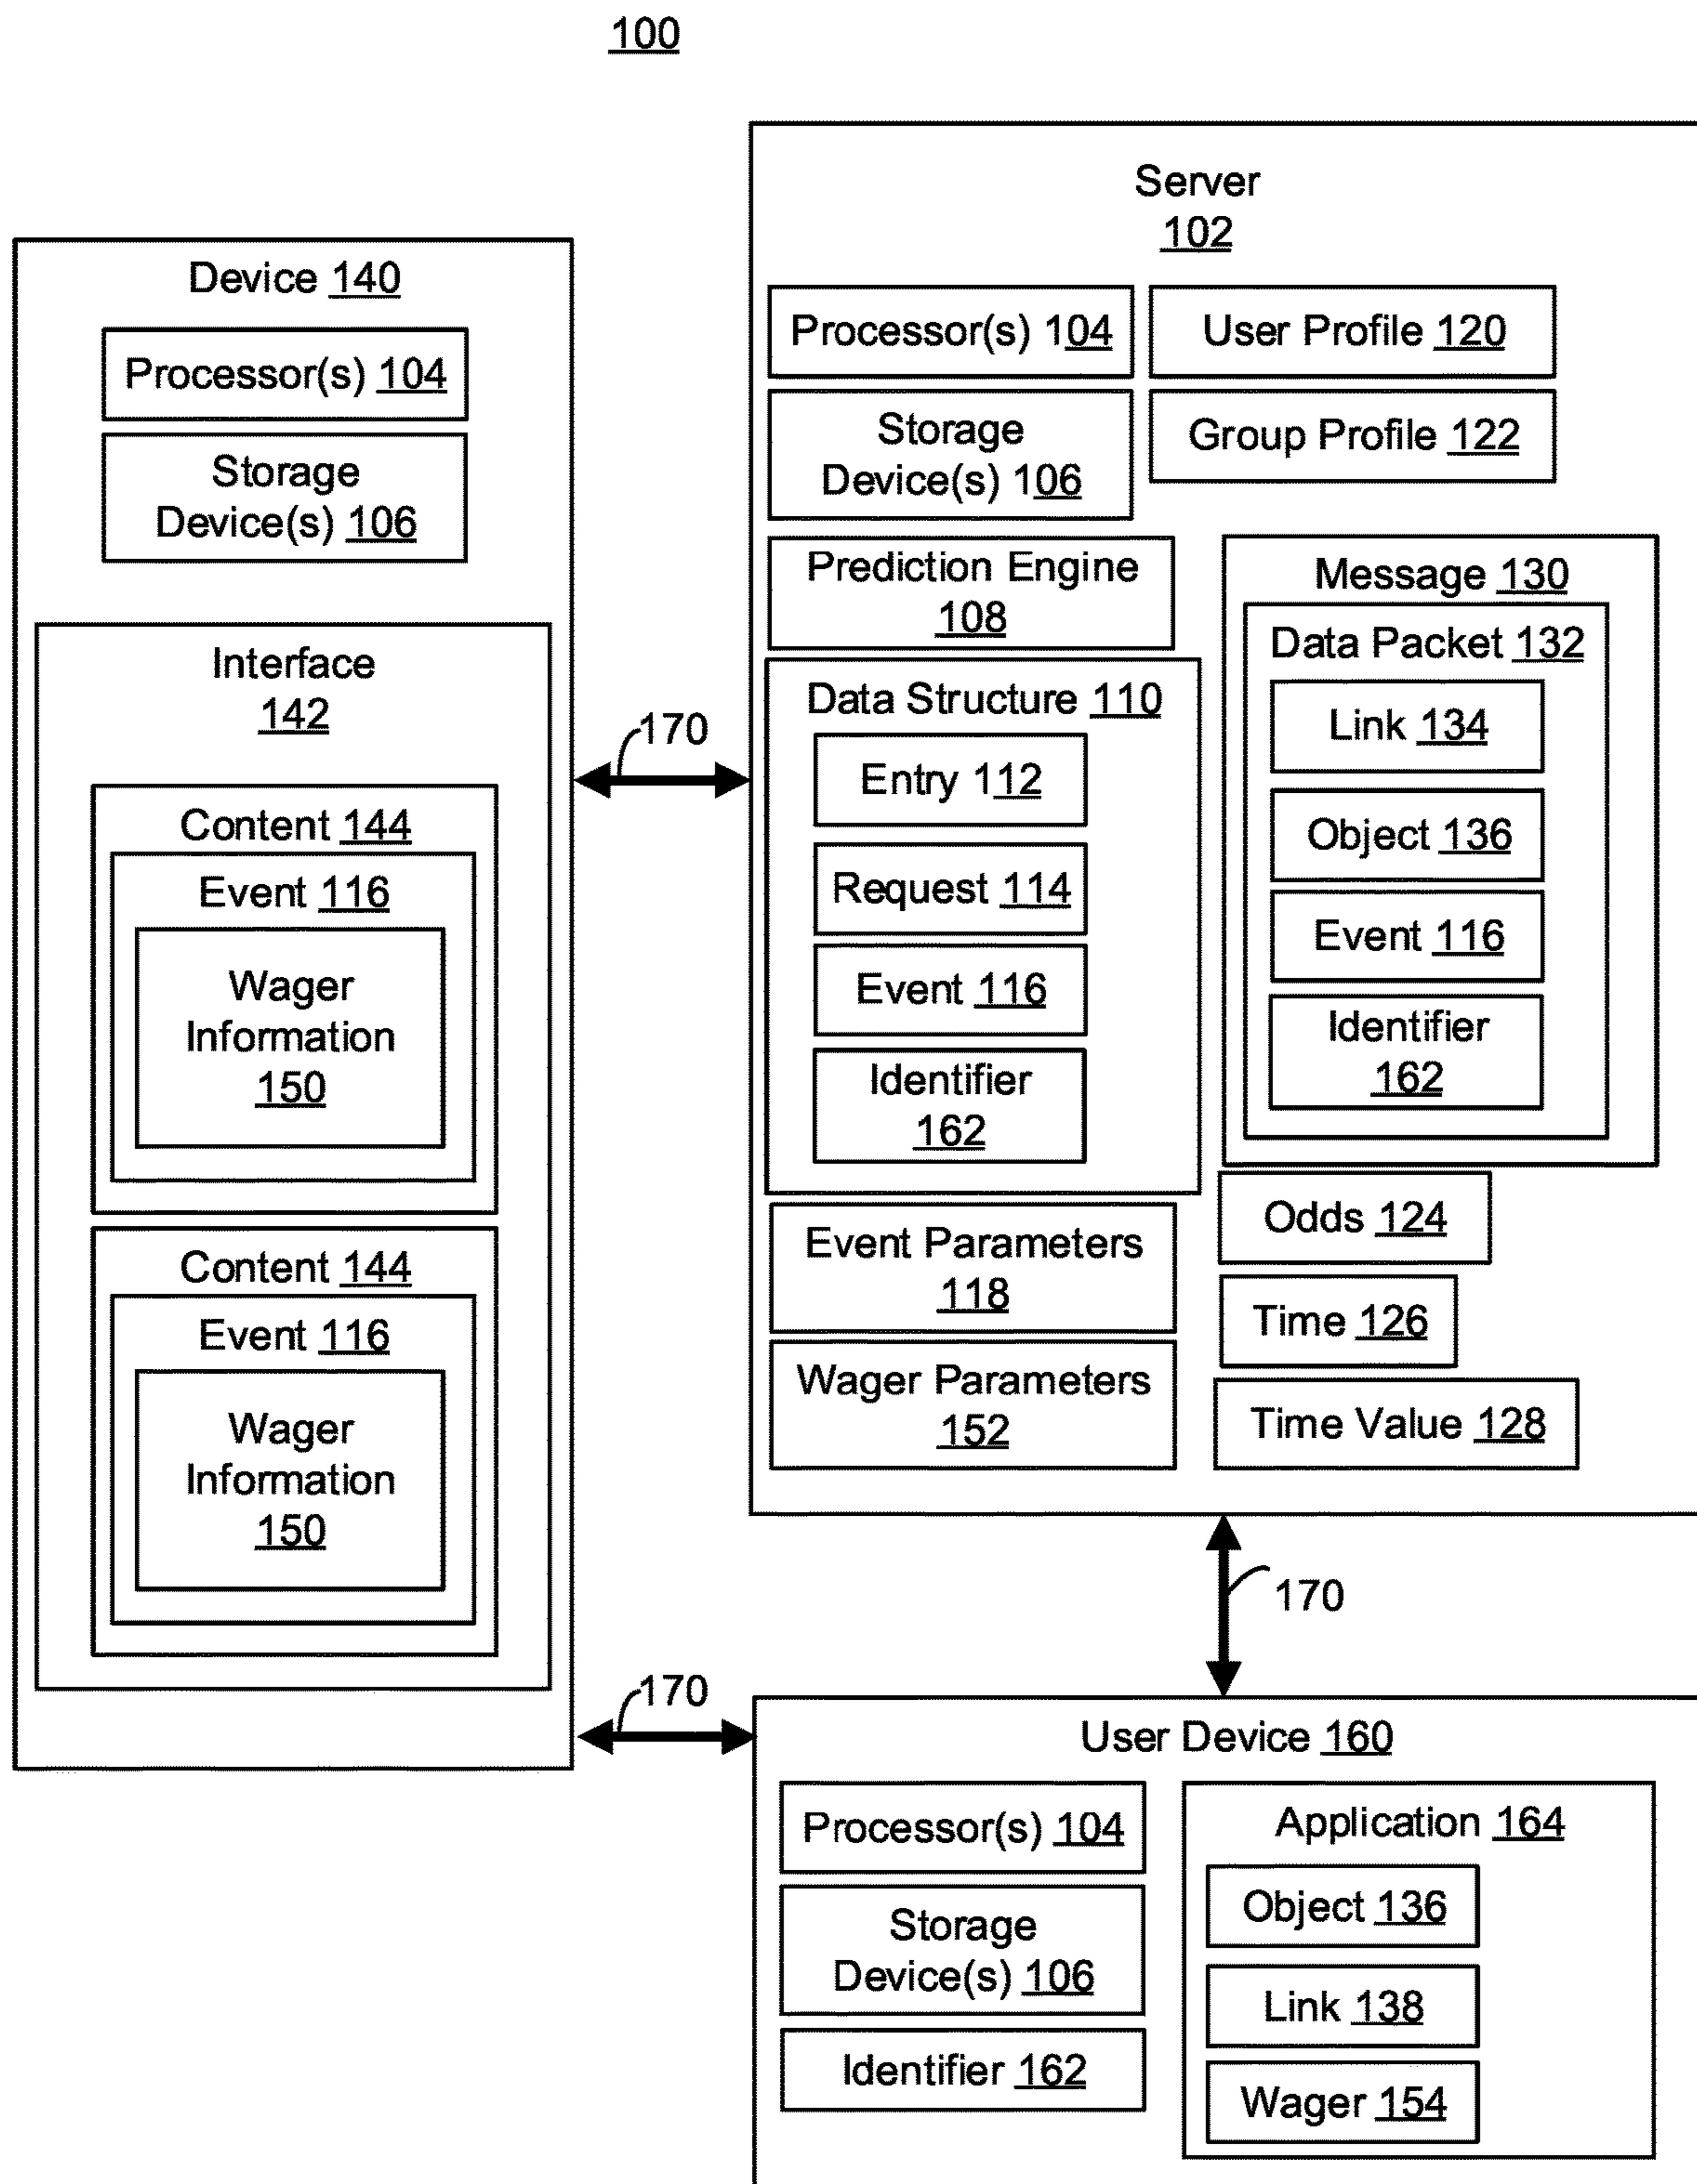 100
Device 140
Processor(s) 104
Storage
Device(s) 106
Interface
142
Content 144
Event 116
Wager
Information
150
Content 144
Event 116
Wager
Information
150
170
Server
102
Processor(s) 104
User Profile 120
Storage
Device(s) 106
Group Profile 122
Prediction Engine
108
Data Structure 110
Entry 112
Request 114
Event 116
Identifier
162
Event Parameters
118
Wager Parameters
152
Message 130
Data Packet 132
Link 134
Object 136
Event 116
Identifier
162
Odds 124
Time 126
Time Value 128
170
170
User Device 160
Processor(s) 104
Storage
Device(s) 106
Identifier 162
Application 164
Object 136
Link 138
Wager 154